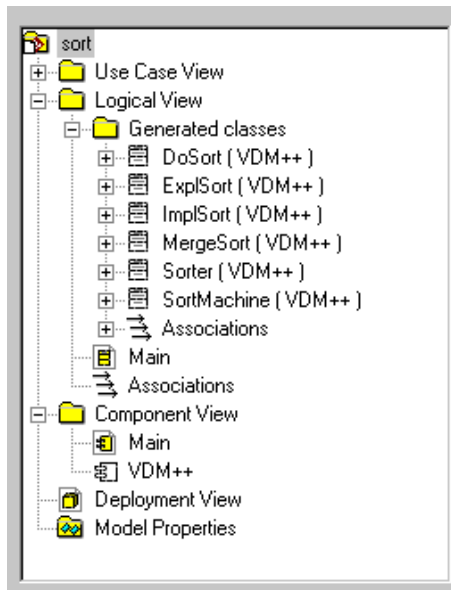 sort
Use Case View
Logical View
Generated classes
DoSort ( VDM++ )
ExplSort ( VDM++ )
ImplSort ( VDM++ )
MergeSort ( VDM++ )
Sorter ( VDM++ )
SortMachine ( VDM++ )
Associations
Main
Associations
Component View
Main
VDM++
Deployment View
Model Properties